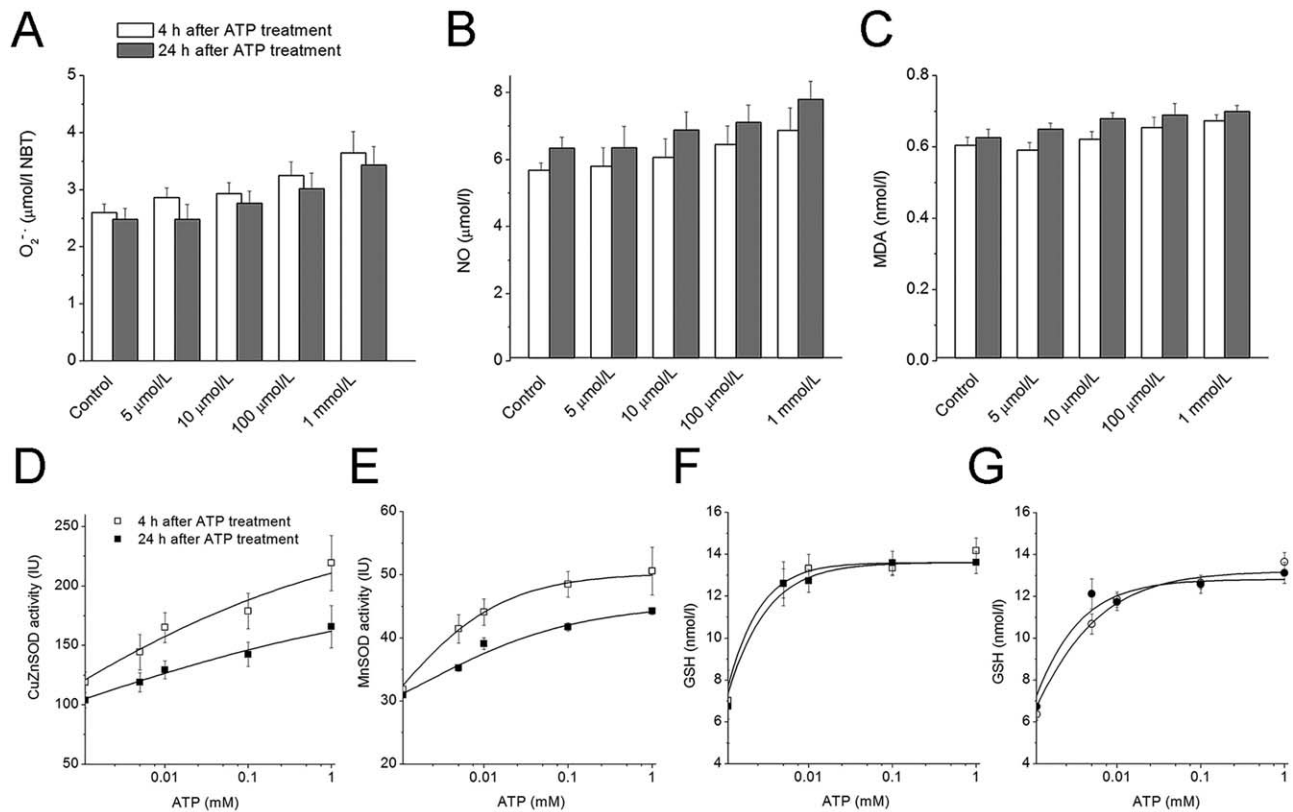 A
4 h after ATP treatment
24 h after ATP treatment
5
4
3
2
1
0
O₂⁻· (μmol/l NBT)
Control
5 μmol/L
10 μmol/L
100 μmol/L
1 mmol/L
B
8
6
4
2
0
NO (μmol/l)
Control
5 μmol/L
10 μmol/L
100 μmol/L
1 mmol/L
C
0.8
0.6
0.4
0.2
0.0
MDA (nmol/l)
Control
5 μmol/L
10 μmol/L
100 μmol/L
1 mmol/L
D
4 h after ATP treatment
24 h after ATP treatment
250
200
150
100
50
CuZnSOD activity (IU)
0.01 0.1 1
ATP (mM)
E
60
50
40
30
20
MnSOD activity (IU)
0.01 0.1 1
ATP (mM)
F
16
14
12
10
8
6
4
GSH (nmol/l)
0.01 0.1 1
ATP (mM)
G
16
14
12
10
8
6
4
GSH (nmol/l)
0.01 0.1 1
ATP (mM)